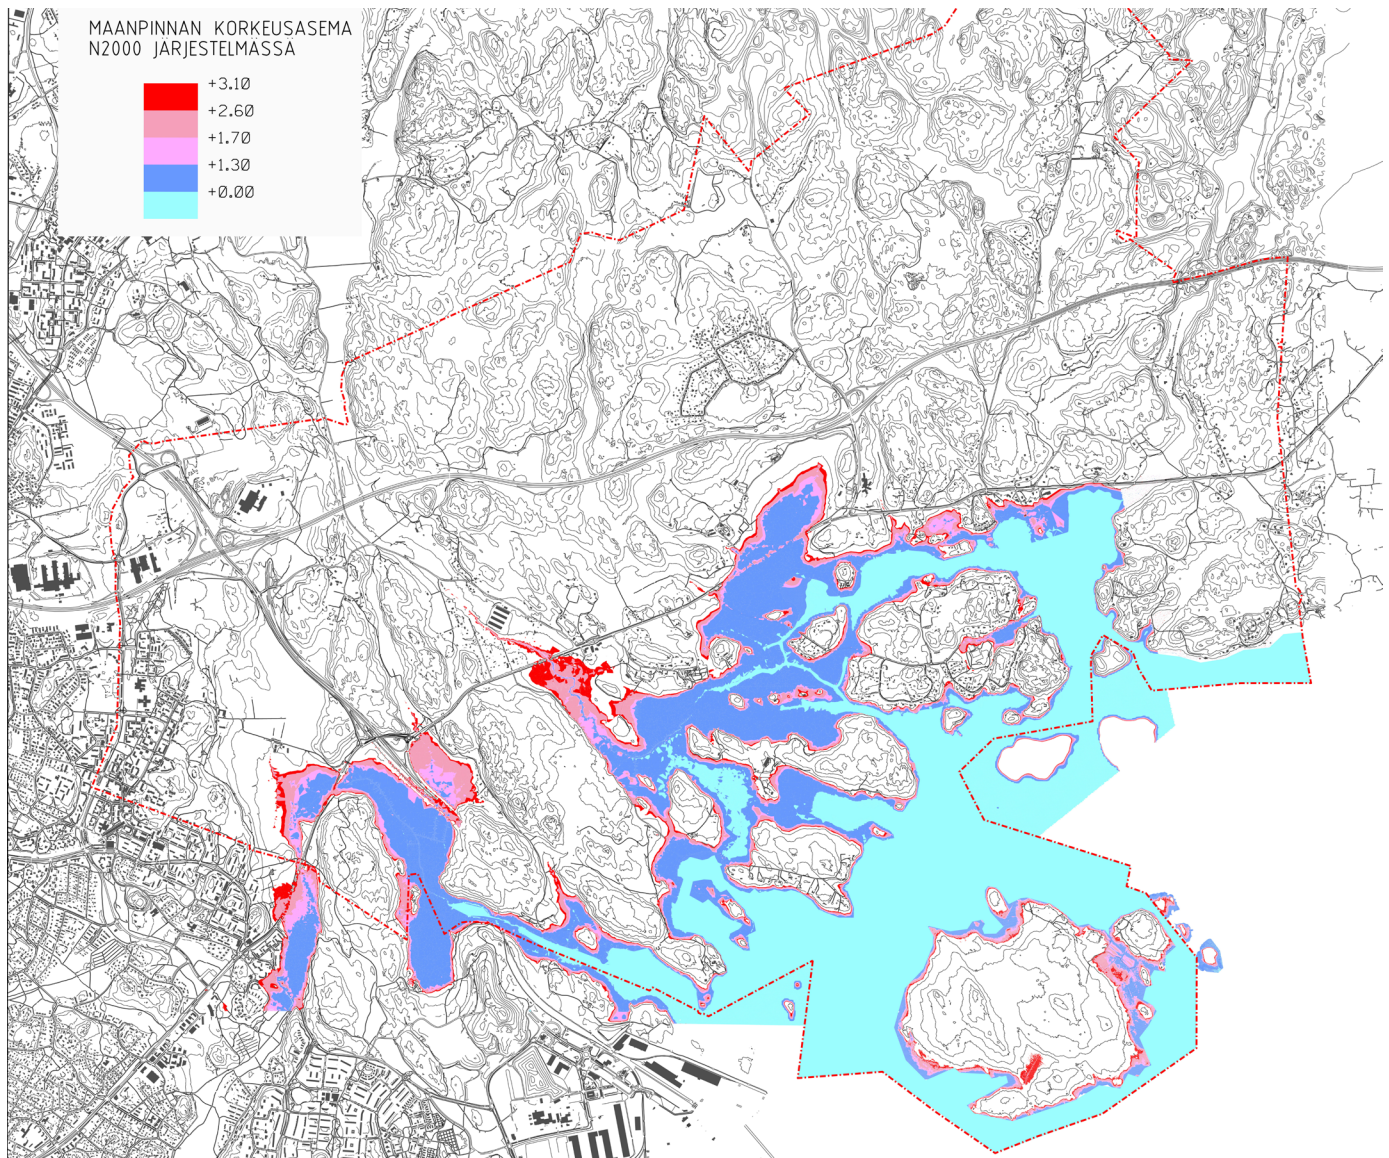 MAANPINNAN KORKEUSASEMA
N2000 JÄRJESTELMÄSSÄ
+3.10
+2.60
+1.70
+1.30
+0.00